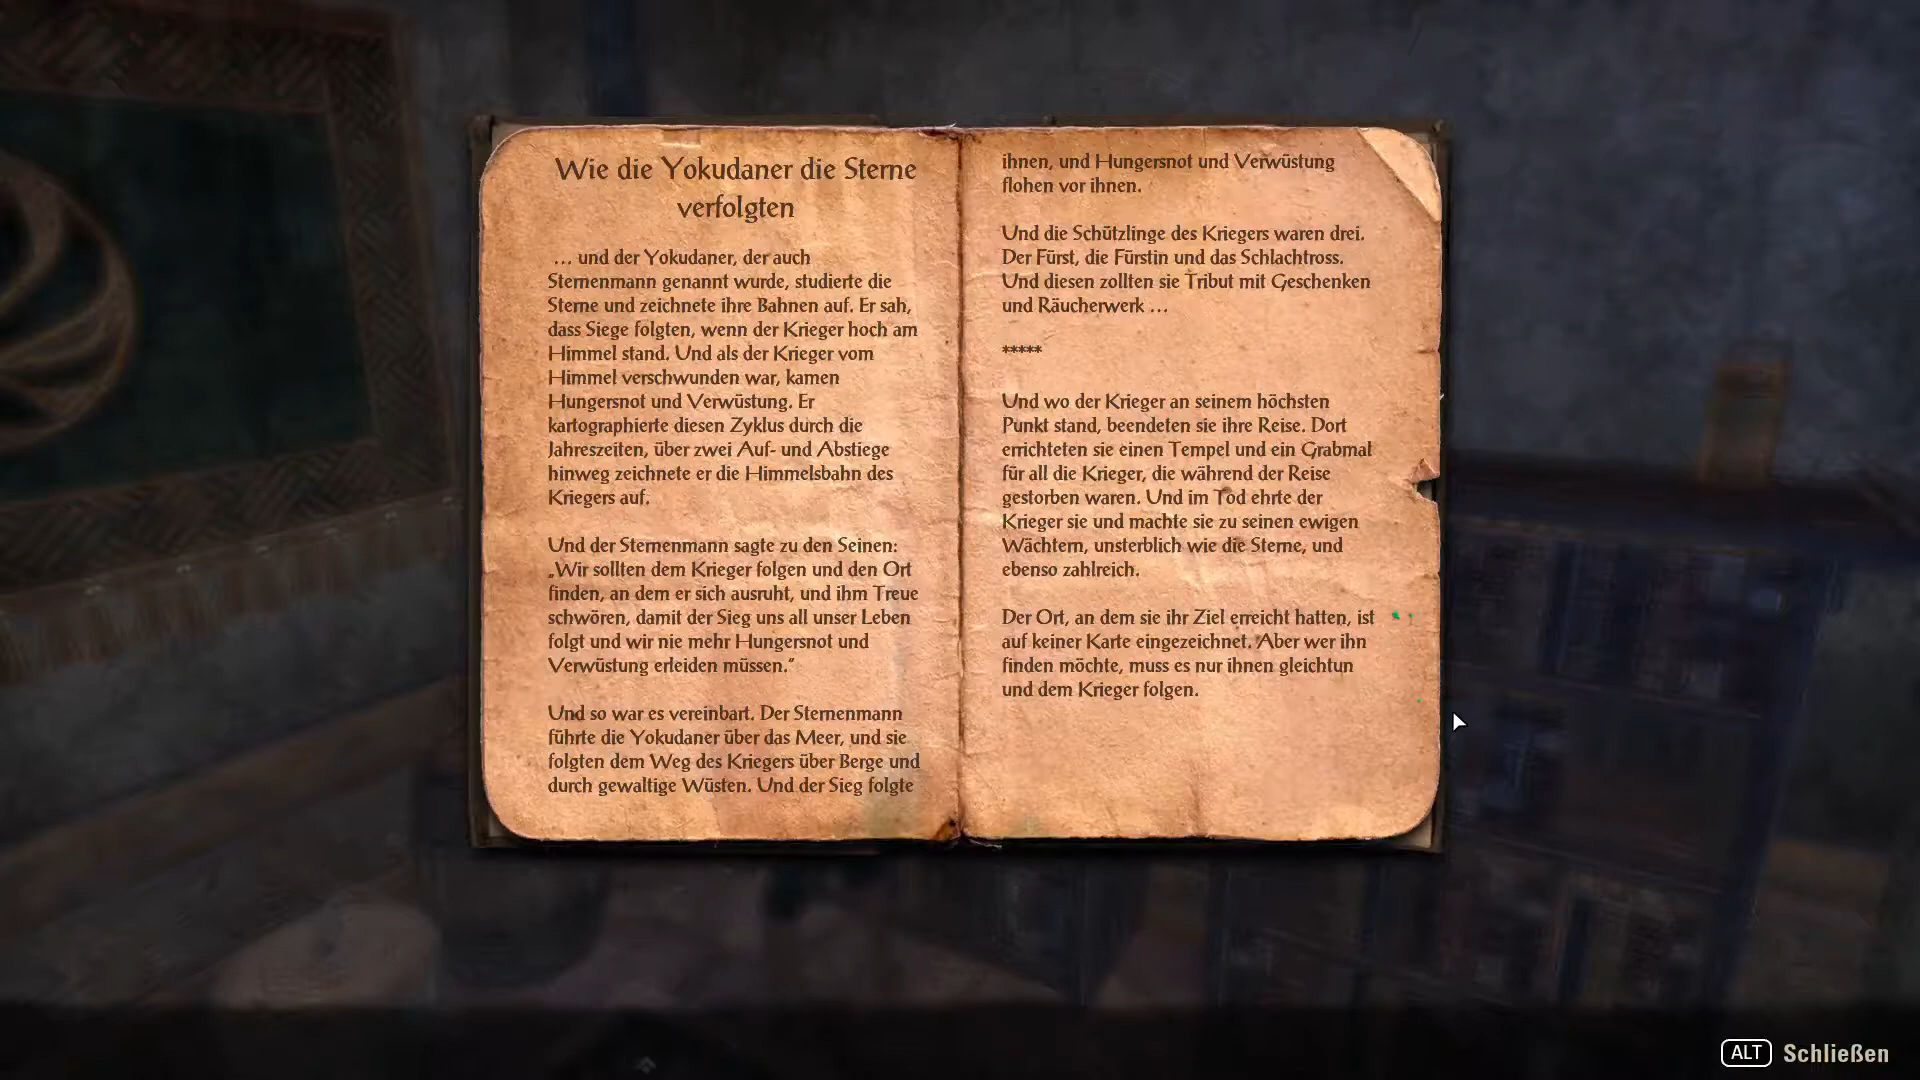 Wie die Yokudaner die Sterne
verfolgten
… und der Yokudaner, der auch
Sternenmann genannt wurde, studierte die
Sterne und zeichnete ihre Bahnen auf. Er sah,
dass Siege folgten, wenn der Krieger hoch am
Himmel stand. Und als der Krieger vom
Himmel verschwunden war, kamen
Hungersnot und Verwüstung. Er
kartographierte diesen Zyklus durch die
Jahreszeiten, über zwei Auf- und Abstiege
hinweg zeichnete er die Himmelsbahn des
Kriegers auf.
Und der Sternenmann sagte zu den Seinen:
„Wir sollten dem Krieger folgen und den Ort
finden, an dem er sich ausruht, und ihm Treue
schwören, damit der Sieg uns all unser Leben
folgt und wir nie mehr Hungersnot und
Verwüstung erleiden müssen.“
Und so war es vereinbart. Der Sternenmann
führte die Yokudaner über das Meer, und sie
folgten dem Weg des Kriegers über Berge und
durch gewaltige Wüsten. Und der Sieg folgte
ihnen, und Hungersnot und Verwüstung
flohen vor ihnen.
Und die Schützlinge des Kriegers waren drei.
Der Fürst, die Fürstin und das Schlachtross.
Und diesen zollten sie Tribut mit Geschenken
und Räucherwerk …
*****
Und wo der Krieger an seinem höchsten
Punkt stand, beendeten sie ihre Reise. Dort
errichteten sie einen Tempel und ein Grabmal
für all die Krieger, die während der Reise
gestorben waren. Und im Tod ehrte der
Krieger sie und machte sie zu seinen ewigen
Wächtern, unsterblich wie die Sterne, und
ebenso zahlreich.
Der Ort, an dem sie ihr Ziel erreicht hatten, ist
auf keiner Karte eingezeichnet. Aber wer ihn
finden möchte, muss es nur ihnen gleichtun
und dem Krieger folgen.
ALT Schließen